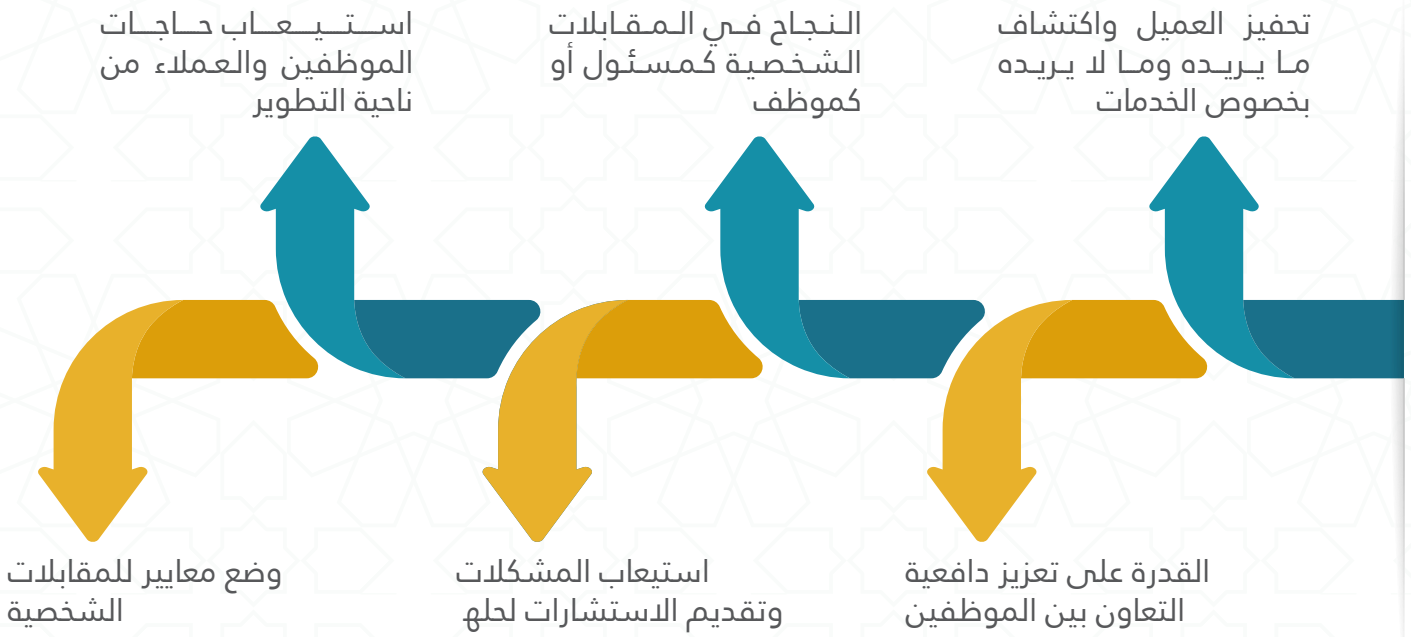 تحفيز العميل واكتشاف
ما يريده وما لا يريده
بخصوص الخدمات
النجاح في المقابلات
الشخصية كمسئول أو
كموظف
استيعاب حاجات
الموظفين والعملاء من
ناحية التطوير
القدرة على تعزيز دافعية
التعاون بين الموظفين
استيعاب المشكلات
وتقديم الاستشارات لحلها
وضع معايير للمقابلات
الشخصية